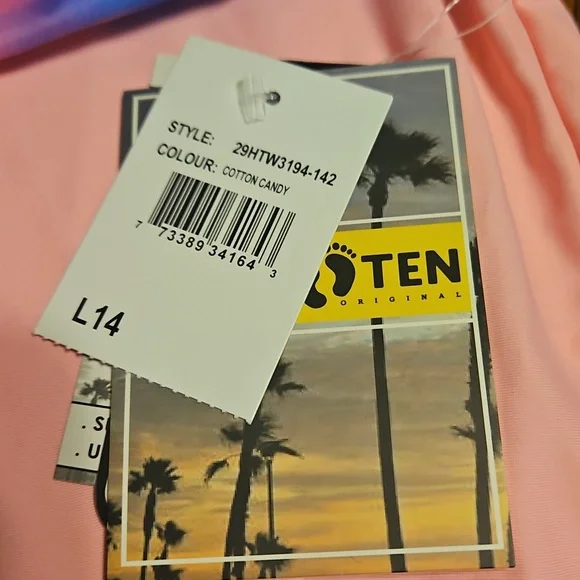 STYLE: 29HTW3194-142
COLOUR: COTTON CANDY
7 73389 34164 3
L14
TEN
ORIGINAL
. S
. U